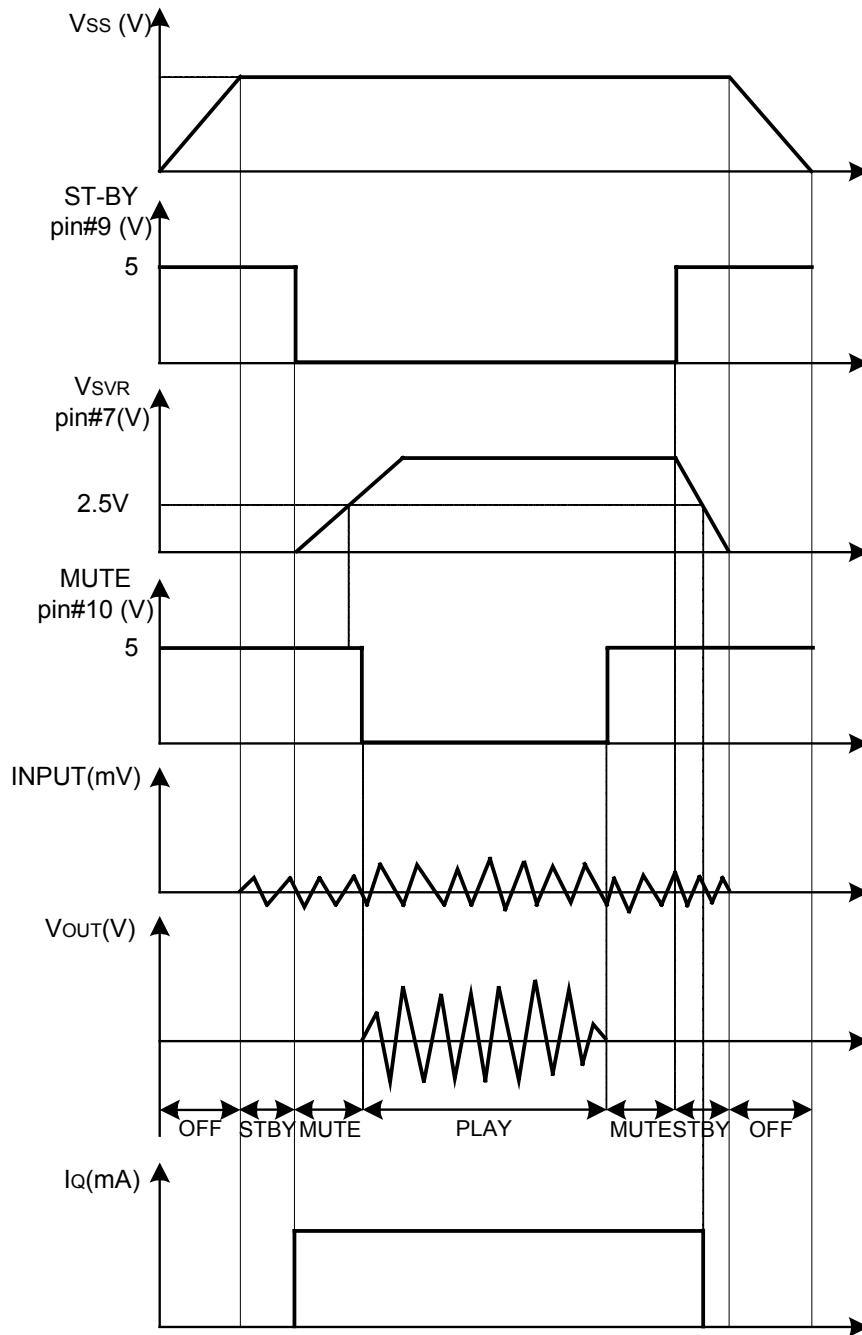 VSS (V)
ST-BY
pin#9 (V)
5
VSVR
pin#7(V)
2.5V
MUTE
pin#10 (V)
5
INPUT(mV)
VOUT(V)
OFF STBY MUTE PLAY MUTE STBY OFF
IQ(mA)